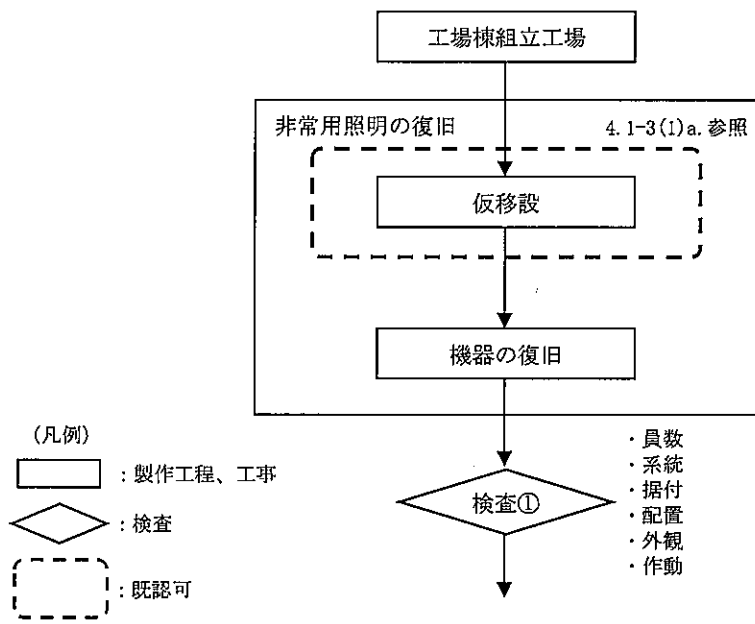 工場棟組立工場
非常用照明の復旧
4.1-3(1)a.参照
仮移設
機器の復旧
検査①
・員数
・系統
・据付
・配置
・外観
・作動
(凡例)
：製作工程、工事
：検査
：既認可